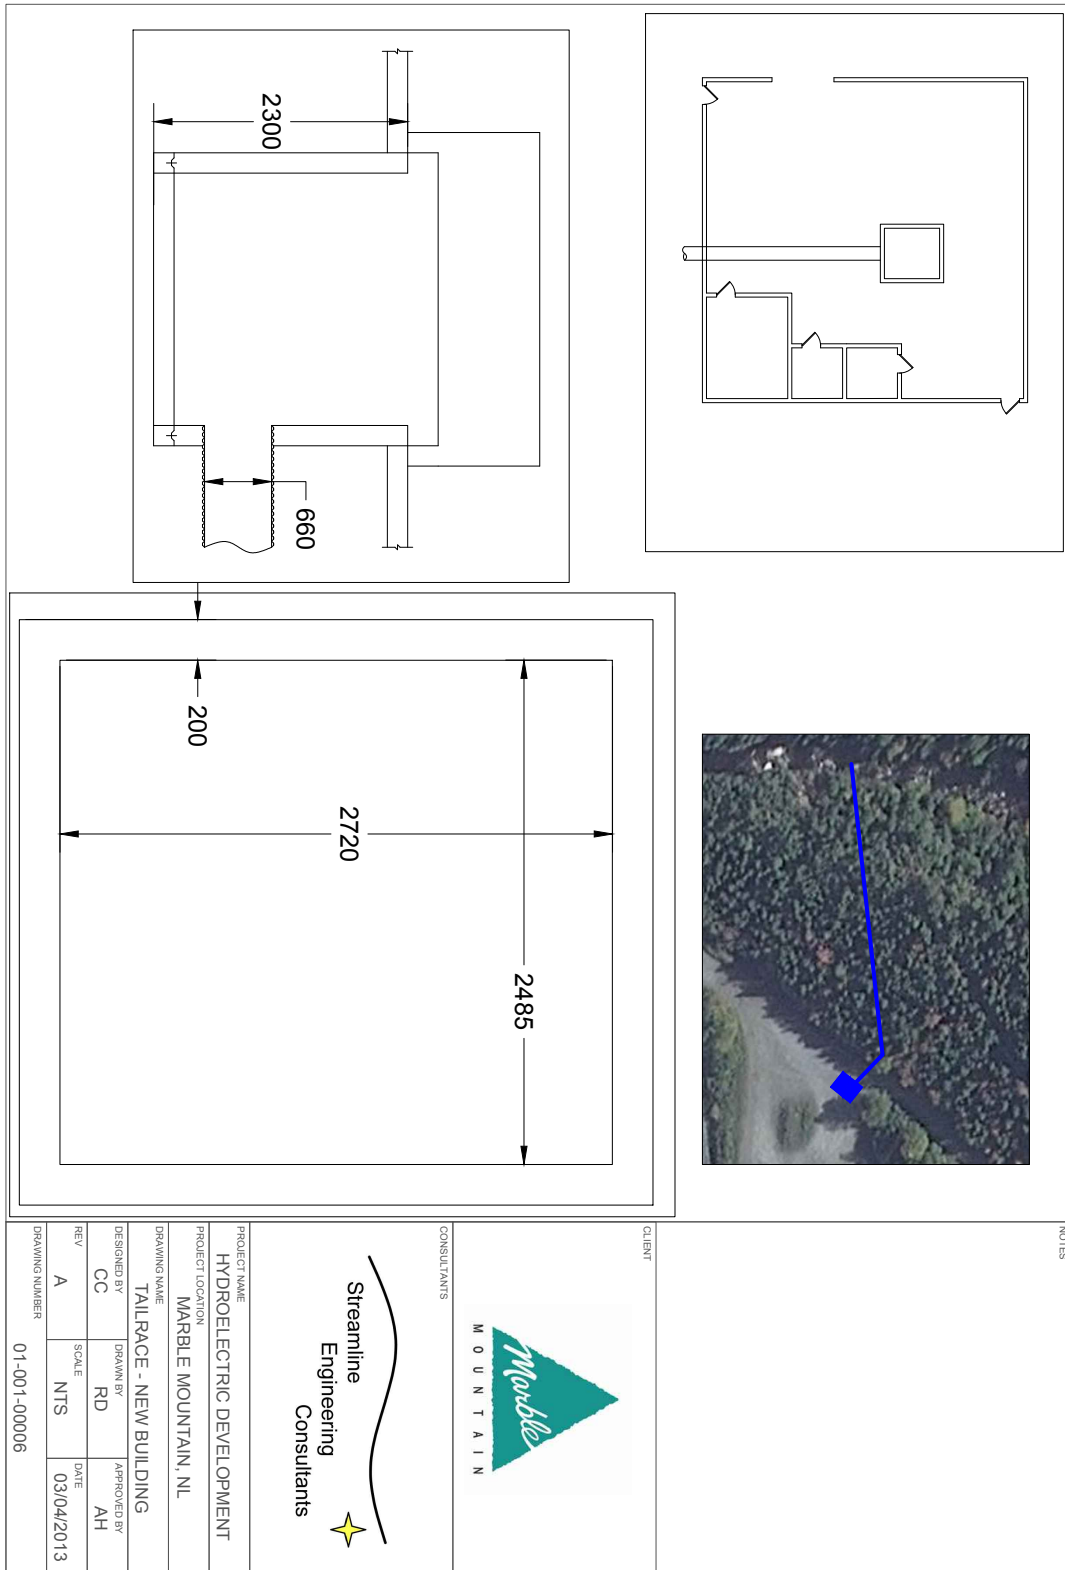 2300
660
200
2720
2485
NOTES
CLIENT
Marble
MOUNTAIN
CONSULTANTS
Streamline
Engineering
Consultants
PROJECT NAME
HYDROELECTRIC DEVELOPMENT
PROJECT LOCATION
MARBLE MOUNTAIN, NL
DRAWING NAME
TAILRACE - NEW BUILDING
DESIGNED BY DRAWN BY APPROVED BY
CC RD AH
REV SCALE DATE
A NTS 03/04/2013
DRAWING NUMBER
01-001-00006